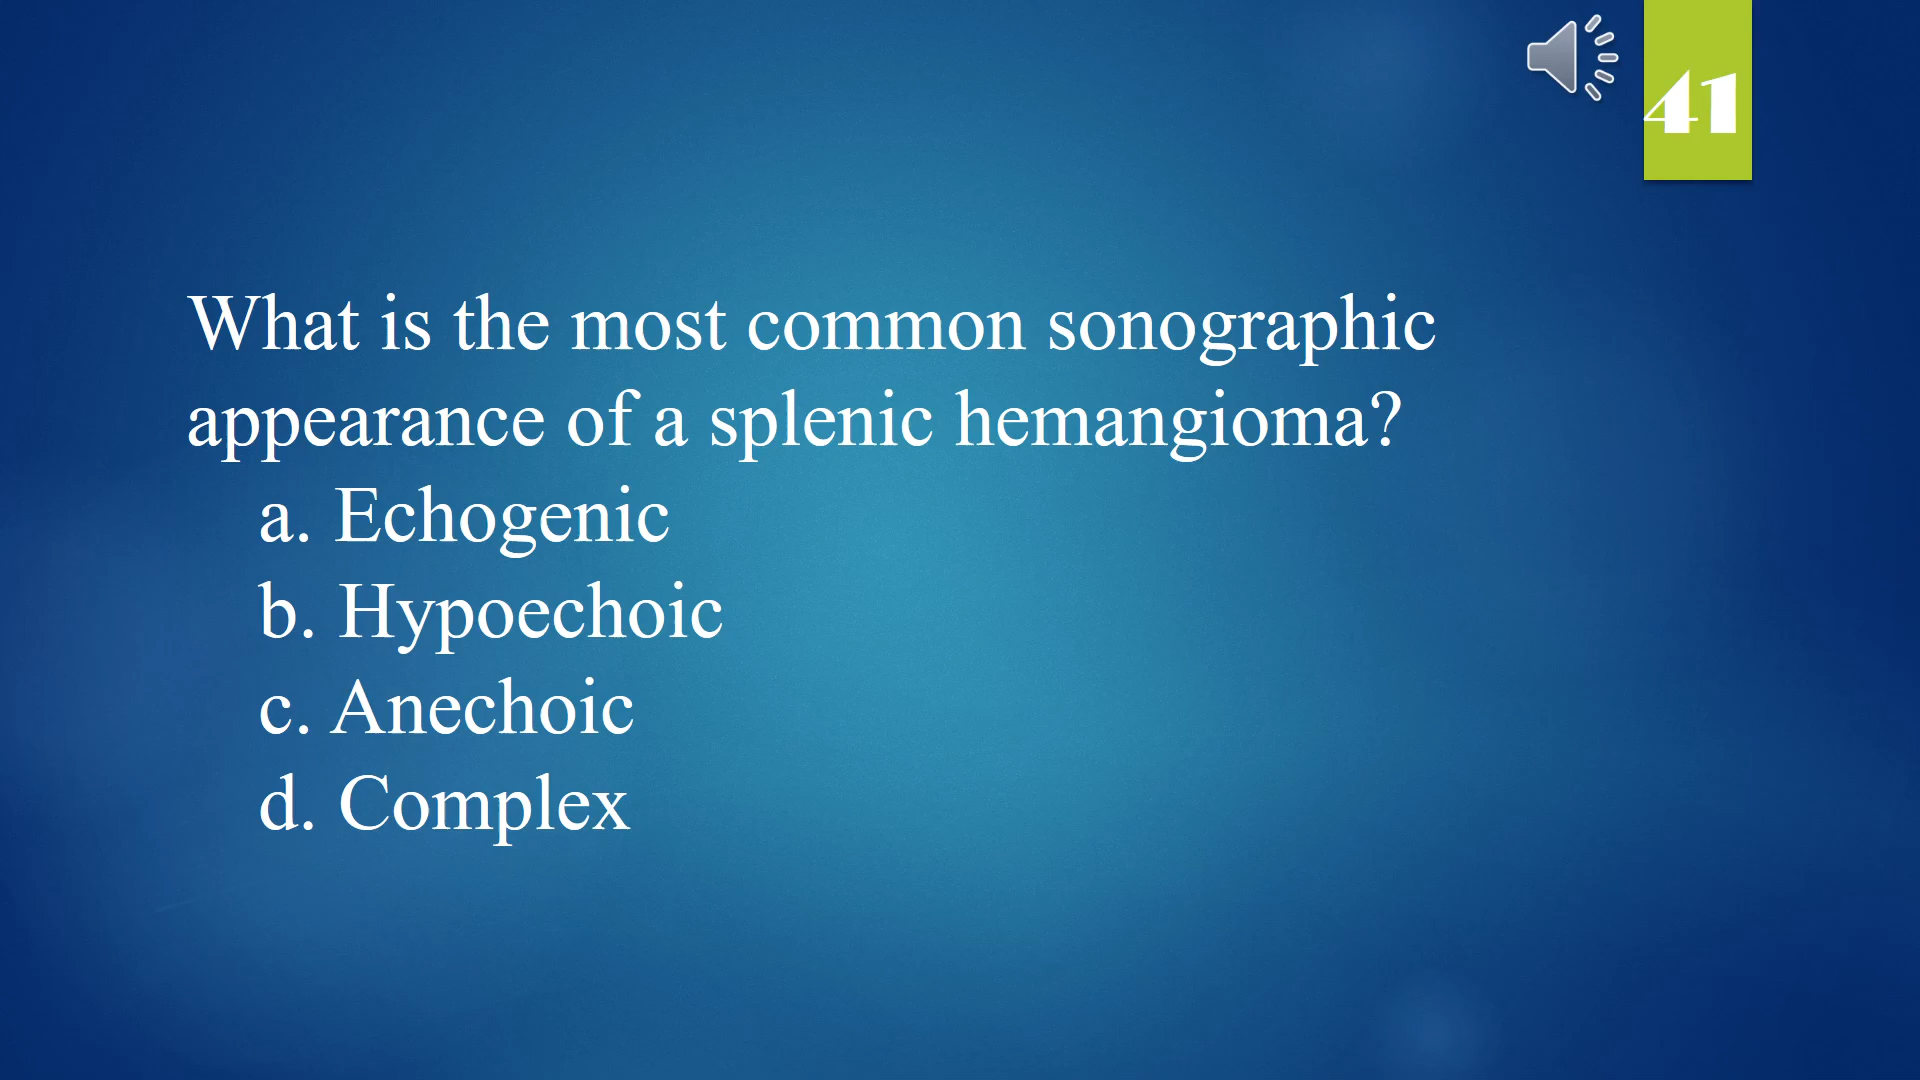 41
What is the most common sonographic
appearance of a splenic hemangioma?
a. Echogenic
b. Hypoechoic
c. Anechoic
d. Complex